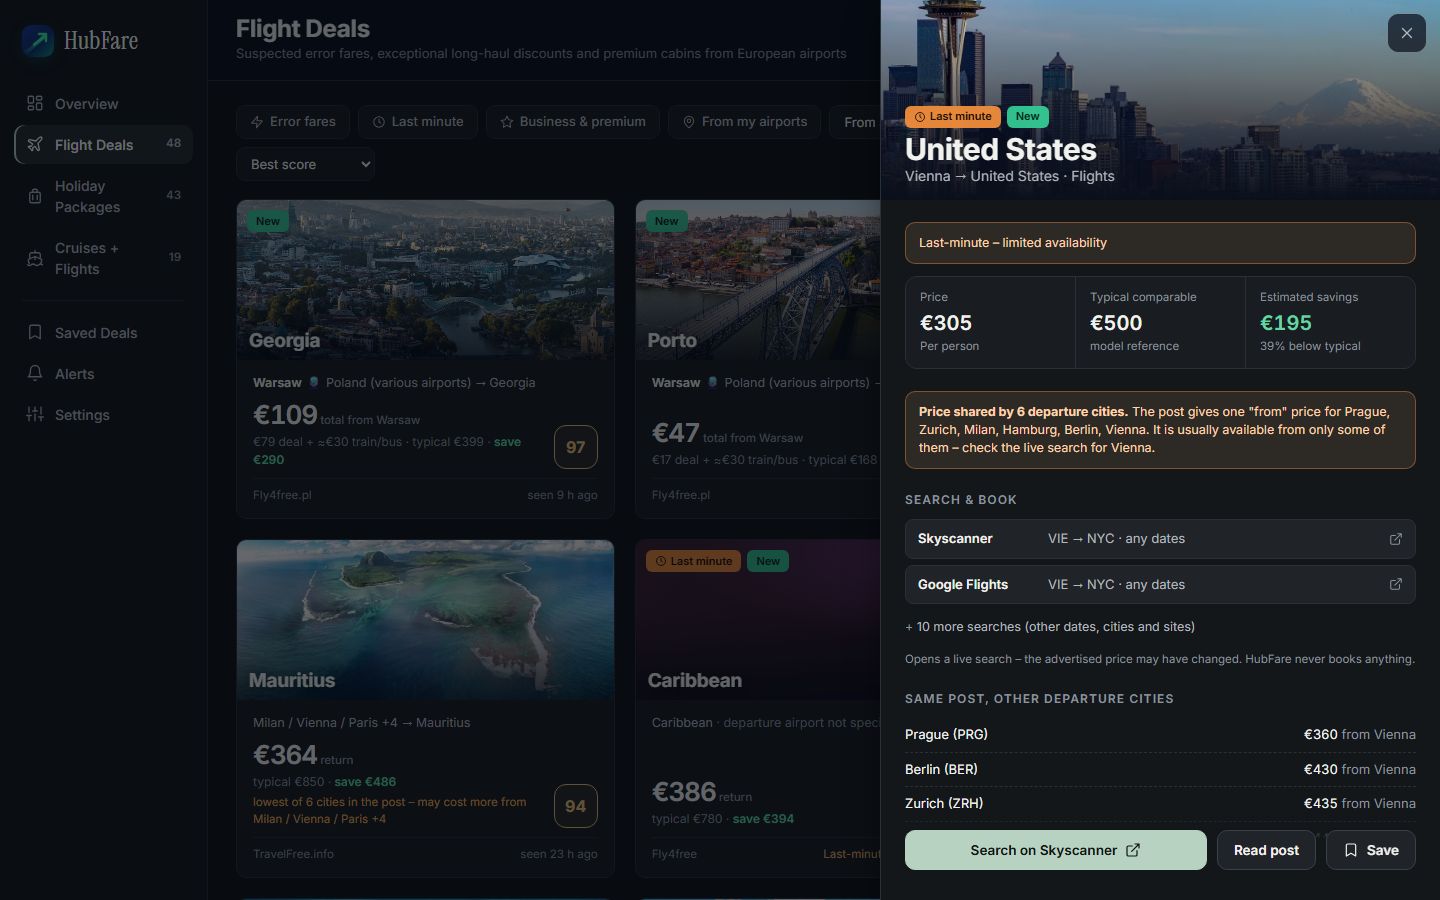 HubFare
Overview
Flight Deals 48
Holiday Packages 43
Cruises + Flights 19
Saved Deals
Alerts
Settings
Flight Deals
Suspected error fares, exceptional long-haul discounts and premium cabins from European airports
Error fares
Last minute
Business & premium
From my airports
From
Best score
New
Georgia
Warsaw Poland (various airports) → Georgia
€109 total from Warsaw
€79 deal + ≈€30 train/bus · typical €399 · save
€290
97
Fly4free.pl
seen 9 h ago
New
Porto
Warsaw Poland (various airports) →
€47 total from Warsaw
€17 deal + ≈€30 train/bus · typical €168
Fly4free.pl
Mauritius
Milan / Vienna / Paris +4 → Mauritius
€364 return
typical €850 · save €486
lowest of 6 cities in the post – may cost more from
Milan / Vienna / Paris +4
94
TravelFree.info
seen 23 h ago
Last minute
New
Caribbean
Caribbean · departure airport not speci
€386 return
typical €780 · save €394
Fly4free
Last-minut
Last minute
New
United States
Vienna → United States · Flights
Last-minute – limited availability
Price
€305
Per person
Typical comparable
€500
model reference
Estimated savings
€195
39% below typical
Price shared by 6 departure cities. The post gives one "from" price for Prague,
Zurich, Milan, Hamburg, Berlin, Vienna. It is usually available from only some of
them – check the live search for Vienna.
SEARCH & BOOK
Skyscanner VIE → NYC · any dates
Google Flights VIE → NYC · any dates
+ 10 more searches (other dates, cities and sites)
Opens a live search – the advertised price may have changed. HubFare never books anything.
SAME POST, OTHER DEPARTURE CITIES
Prague (PRG) €360 from Vienna
Berlin (BER) €430 from Vienna
Zurich (ZRH) €435 from Vienna
Search on Skyscanner
Read post
Save